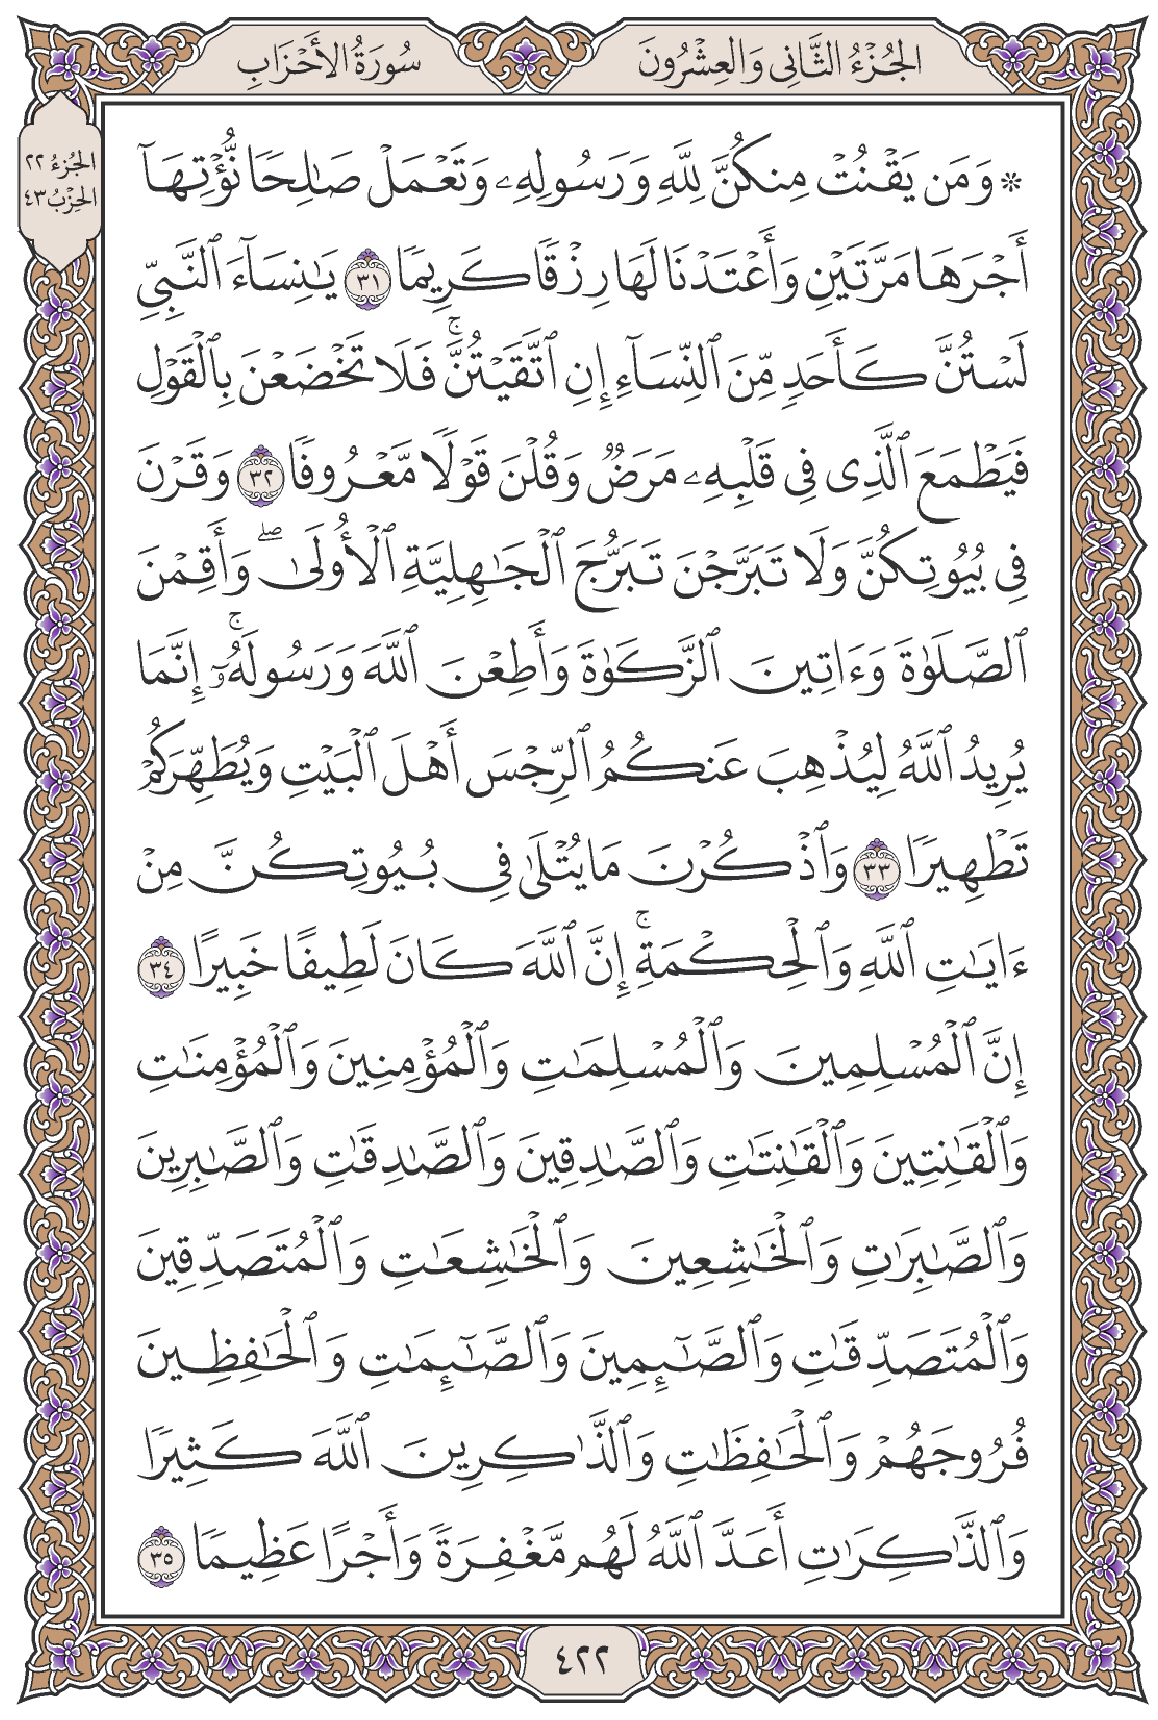 الجُزْءُ الثَّانِي وَالعِشْرُونَ
سُورَةُ الأَحْزَابِ
الجُزءُ ٢٢
الحِزْبُ ٤٣
۞ وَمَن يَقْنُتْ مِنكُنَّ لِلَّهِ وَرَسُولِهِۦ وَتَعْمَلْ صَٰلِحًا نُّؤْتِهَآ
أَجْرَهَا مَرَّتَيْنِ وَأَعْتَدْنَا لَهَا رِزْقًا كَرِيمًا ٣١ يَٰنِسَآءَ ٱلنَّبِيِّ
لَسْتُنَّ كَأَحَدٍ مِّنَ ٱلنِّسَآءِ إِنِ ٱتَّقَيْتُنَّۚ فَلَا تَخْضَعْنَ بِٱلْقَوْلِ
فَيَطْمَعَ ٱلَّذِى فِى قَلْبِهِۦ مَرَضٌ وَقُلْنَ قَوْلًا مَّعْرُوفًا ٣٢ وَقَرْنَ
فِى بُيُوتِكُنَّ وَلَا تَبَرَّجْنَ تَبَرُّجَ ٱلْجَٰهِلِيَّةِ ٱلْأُولَىٰۖ وَأَقِمْنَ
ٱلصَّلَوٰةَ وَءَاتِينَ ٱلزَّكَوٰةَ وَأَطِعْنَ ٱللَّهَ وَرَسُولَهُۥٓۚ إِنَّمَا
يُرِيدُ ٱللَّهُ لِيُذْهِبَ عَنكُمُ ٱلرِّجْسَ أَهْلَ ٱلْبَيْتِ وَيُطَهِّرَكُمْ
تَطْهِيرًا ٣٣ وَٱذْكُرْنَ مَا يُتْلَىٰ فِى بُيُوتِكُنَّ مِنْ
ءَايَٰتِ ٱللَّهِ وَٱلْحِكْمَةِۚ إِنَّ ٱللَّهَ كَانَ لَطِيفًا خَبِيرًا ٣٤
إِنَّ ٱلْمُسْلِمِينَ وَٱلْمُسْلِمَٰتِ وَٱلْمُؤْمِنِينَ وَٱلْمُؤْمِنَٰتِ
وَٱلْقَٰنِتِينَ وَٱلْقَٰنِتَٰتِ وَٱلصَّٰدِقِينَ وَٱلصَّٰدِقَٰتِ وَٱلصَّٰبِرِينَ
وَٱلصَّٰبِرَٰتِ وَٱلْخَٰشِعِينَ وَٱلْخَٰشِعَٰتِ وَٱلْمُتَصَدِّقِينَ
وَٱلْمُتَصَدِّقَٰتِ وَٱلصَّٰٓئِمِينَ وَٱلصَّٰٓئِمَٰتِ وَٱلْحَٰفِظِينَ
فُرُوجَهُمْ وَٱلْحَٰفِظَٰتِ وَٱلذَّٰكِرِينَ ٱللَّهَ كَثِيرًا
وَٱلذَّٰكِرَٰتِ أَعَدَّ ٱللَّهُ لَهُم مَّغْفِرَةً وَأَجْرًا عَظِيمًا ٣٥
٤٢٢